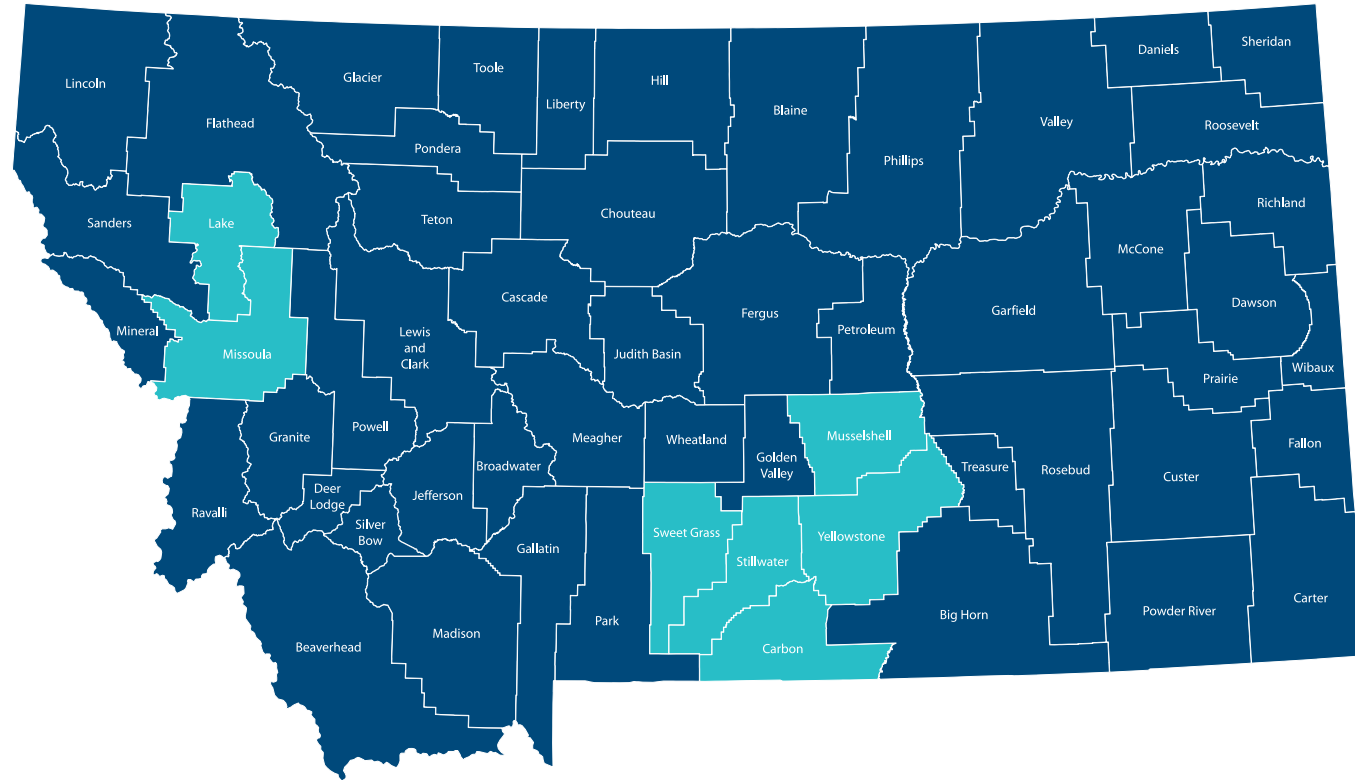 Lincoln
Flathead
Glacier
Toole
Liberty
Hill
Blaine
Phillips
Valley
Daniels
Sheridan
Roosevelt
Pondera
Teton
Chouteau
Sanders
Lake
Richland
McCone
Dawson
Garfield
Cascade
Fergus
Petroleum
Judith Basin
Lewis
and
Clark
Mineral
Missoula
Wibaux
Prairie
Granite
Powell
Meagher
Wheatland
Golden
Valley
Musselshell
Treasure
Rosebud
Custer
Fallon
Broadwater
Jefferson
Deer
Lodge
Silver
Bow
Ravalli
Gallatin
Sweet Grass
Stillwater
Yellowstone
Big Horn
Powder River
Carter
Park
Carbon
Madison
Beaverhead